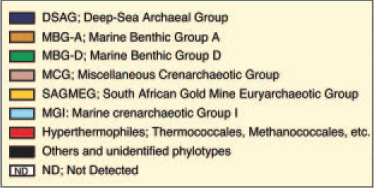 DSAG; Deep-Sea Archaeal Group
MBG-A; Marine Benthic Group A
MBG-D; Marine Benthic Group D
MCG; Miscellaneous Crenarchaeotic Group
SAGMEG; South African Gold Mine Euryarchaeotic Group
MGI: Marine crenarchaeotic Group I
Hyperthermophiles; Thermococcales, Methanococcales, etc.
Others and unidentified phylotypes
ND ND; Not Detected